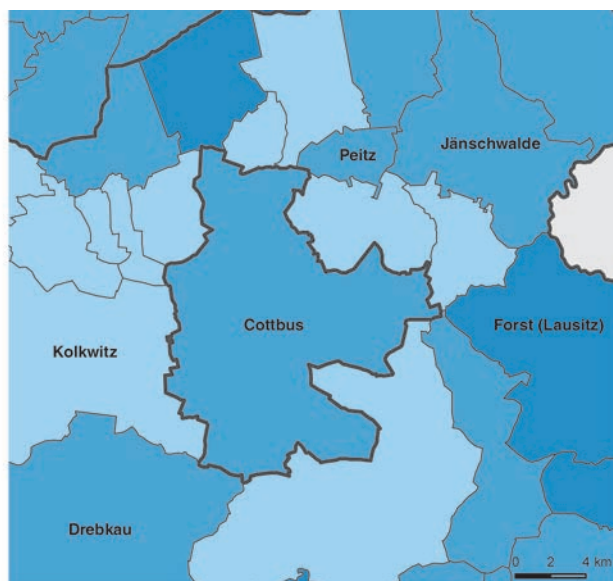 Peitz
Jänschwalde
Cottbus
Forst (Lausitz)
Kolkwitz
Drebkau
0 2 4 km